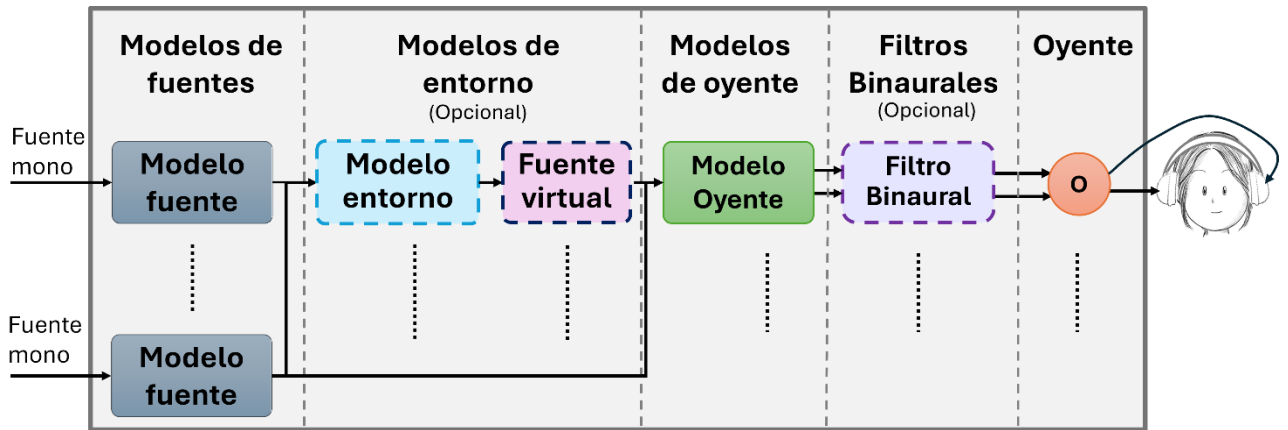 Modelos de
fuentes
Modelos de
entorno
(Opcional)
Modelos
de oyente
Filtros
Binaurales
(Opcional)
Oyente
Fuente
mono
Modelo
fuente
Modelo
entorno
Fuente
virtual
Modelo
Oyente
Filtro
Binaural
O
Fuente
mono
Modelo
fuente